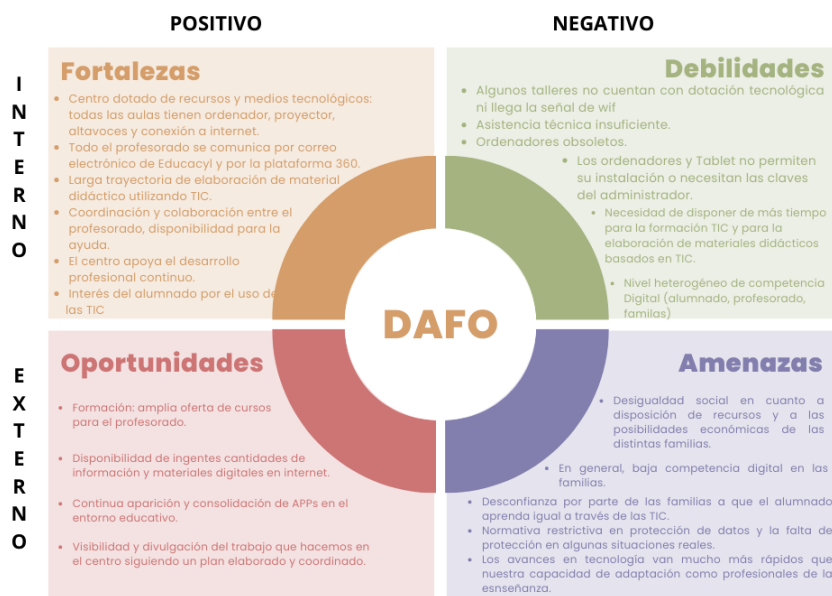 POSITIVO
NEGATIVO
INTERNO
Fortalezas
Centro dotado de recursos y medios tecnológicos:
todas las aulas tienen ordenador, proyector,
altavoces y conexión a internet.
Todo el profesorado se comunica por correo
electrónico de Educacyl y por la plataforma 360.
Larga trayectoria de elaboración de material
didáctico utilizando TIC.
Coordinación y colaboración entre el
profesorado, disponibilidad para la
ayuda.
El centro apoya el desarrollo
profesional continuo.
Interés del alumnado por el uso de
las TIC
Debilidades
Algunos talleres no cuentan con dotación tecnológica
ni llega la señal de wif
Asistencia técnica insuficiente.
Ordenadores obsoletos.
Los ordenadores y Tablet no permiten
su instalación o necesitan las claves
del administrador.
Necesidad de disponer de más tiempo
para la formación TIC y para la
elaboración de materiales didácticos
basados en TIC.
Nivel heterogéneo de competencia
Digital (alumnado, profesorado,
familas)
DAFO
EXTERNO
Oportunidades
Formación: amplia oferta de cursos
para el profesorado.
Disponibilidad de ingentes cantidades de
información y materiales digitales en internet.
Continua aparición y consolidación de APPs en el
entorno educativo.
Visibilidad y divulgación del trabajo que hacemos en
el centro siguiendo un plan elaborado y coordinado.
Amenazas
Desigualdad social en cuanto a
disposición de recursos y a las
posibilidades económicas de las
distintas familias.
En general, baja competencia digital en las
familias.
Desconfianza por parte de las familias a que el alumnado
aprenda igual a través de las TIC.
Normativa restrictiva en protección de datos y la falta de
protección en algunas situaciones reales.
Los avances en tecnología van mucho más rápidos que
nuestra capacidad de adaptación como profesionales de la
esnseñanza.